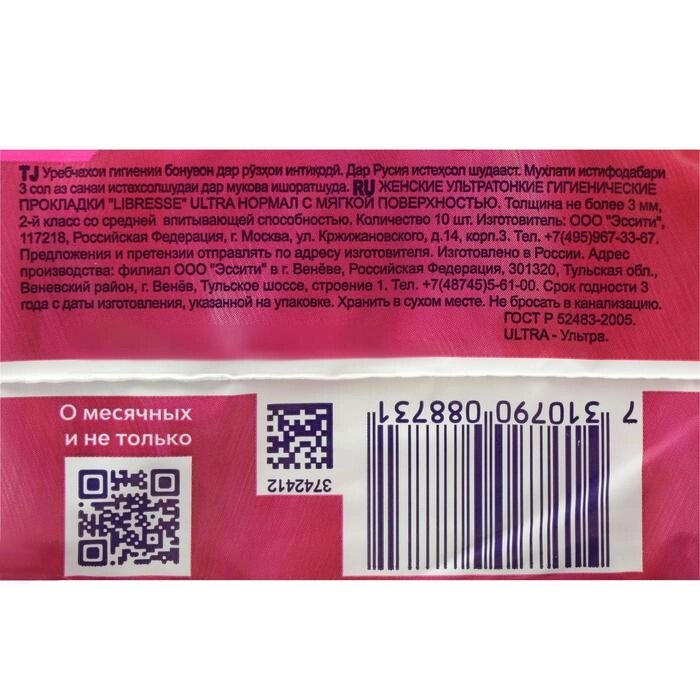 TJ Уребчахои гигиении бонувон дар рӯзҳои интиқодӣ. Дар Русия истеҳсол шудааст. Муҳлати истифодабари
3 сол аз санаи истехсолшудаи дар мукова ишоратшуда. RU ЖЕНСКИЕ УЛЬТРАТОНКИЕ ГИГИЕНИЧЕСКИЕ
ПРОКЛАДКИ "LIBRESSE" ULTRA НОРМАЛ С МЯГКОЙ ПОВЕРХНОСТЬЮ. Толщина не более 3 мм,
2-й класс со средней впитывающей способностью. Количество 10 шт. Изготовитель: ООО "Эссити",
117218, Российская Федерация, г. Москва, ул. Кржижановского, д.14, корп.3. Тел. +7(495)967-33-67.
Предложения и претензии отправлять по адресу изготовителя. Изготовлено в России. Адрес
производства: филиал ООО "Эссити" в г. Венёве, Российская Федерация, 301320, Тульская обл.,
Веневский район, г. Венёв, Тульское шоссе, строение 1. Тел. +7(48745)5-61-00. Срок годности 3
года с даты изготовления, указанной на упаковке. Хранить в сухом месте. Не бросать в канализацию.
ГОСТ Р 52483-2005.
ULTRA - Ультра.
О месячных
и не только
3742412
7 310790 088731